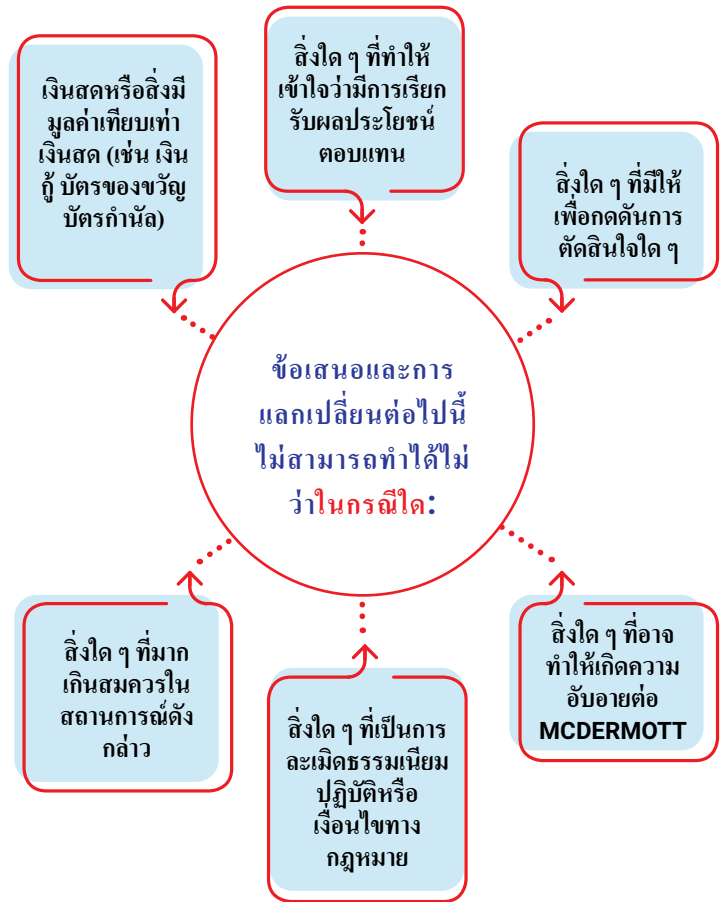 เงินสดหรือสิ่งมี
มูลค่าเทียบเท่า
เงินสด (เช่น เงิน
กู้ บัตรของขวัญ
บัตรกำนัล)
สิ่งใด ๆ ที่ทำให้
เข้าใจว่ามีการเรียก
รับผลประโยชน์
ตอบแทน
สิ่งใด ๆ ที่มีให้
เพื่อกดดันการ
ตัดสินใจใด ๆ
ข้อเสนอและการ
แลกเปลี่ยนต่อไปนี้
ไม่สามารถทำได้ไม่
ว่าในกรณีใด:
สิ่งใด ๆ ที่มาก
เกินสมควรใน
สถานการณ์ดัง
กล่าว
สิ่งใด ๆ ที่เป็นการ
ละเมิดธรรมเนียม
ปฏิบัติหรือ
เงื่อนไขทาง
กฎหมาย
สิ่งใด ๆ ที่อาจ
ทำให้เกิดความ
อับอายต่อ
MCDERMOTT